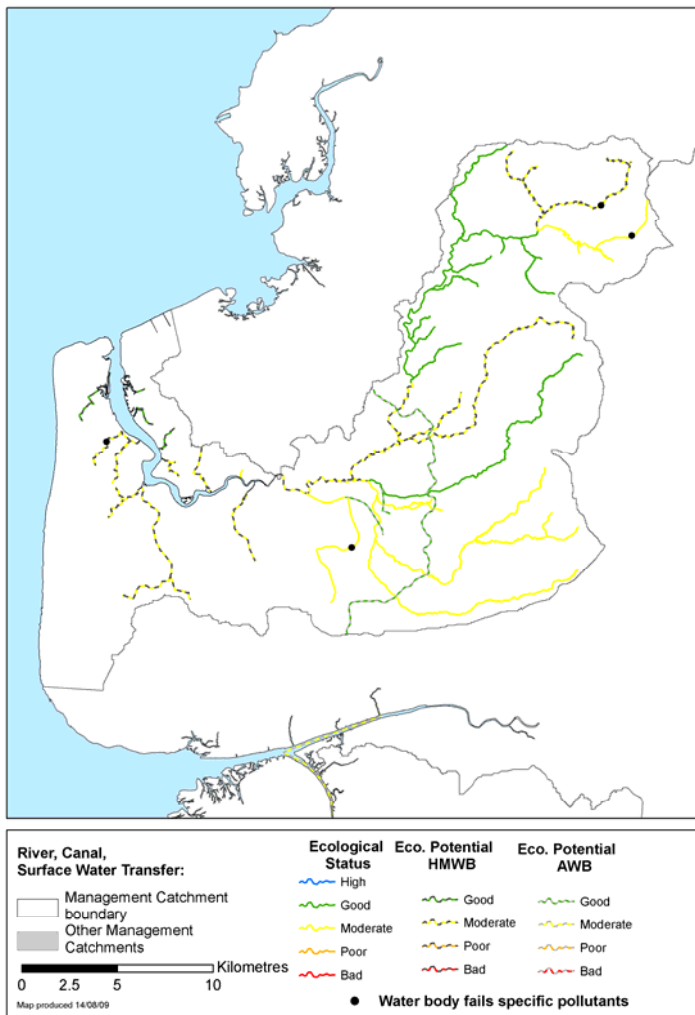 River, Canal,
Surface Water Transfer:
Management Catchment
boundary
Other Management
Catchments
Kilometres
0 2.5 5 10
Map produced 14/08/09
Ecological
Status
High
Good
Moderate
Poor
Bad
Eco. Potential
HMWB
Good
Moderate
Poor
Bad
Eco. Potential
AWB
Good
Moderate
Poor
Bad
Water body fails specific pollutants